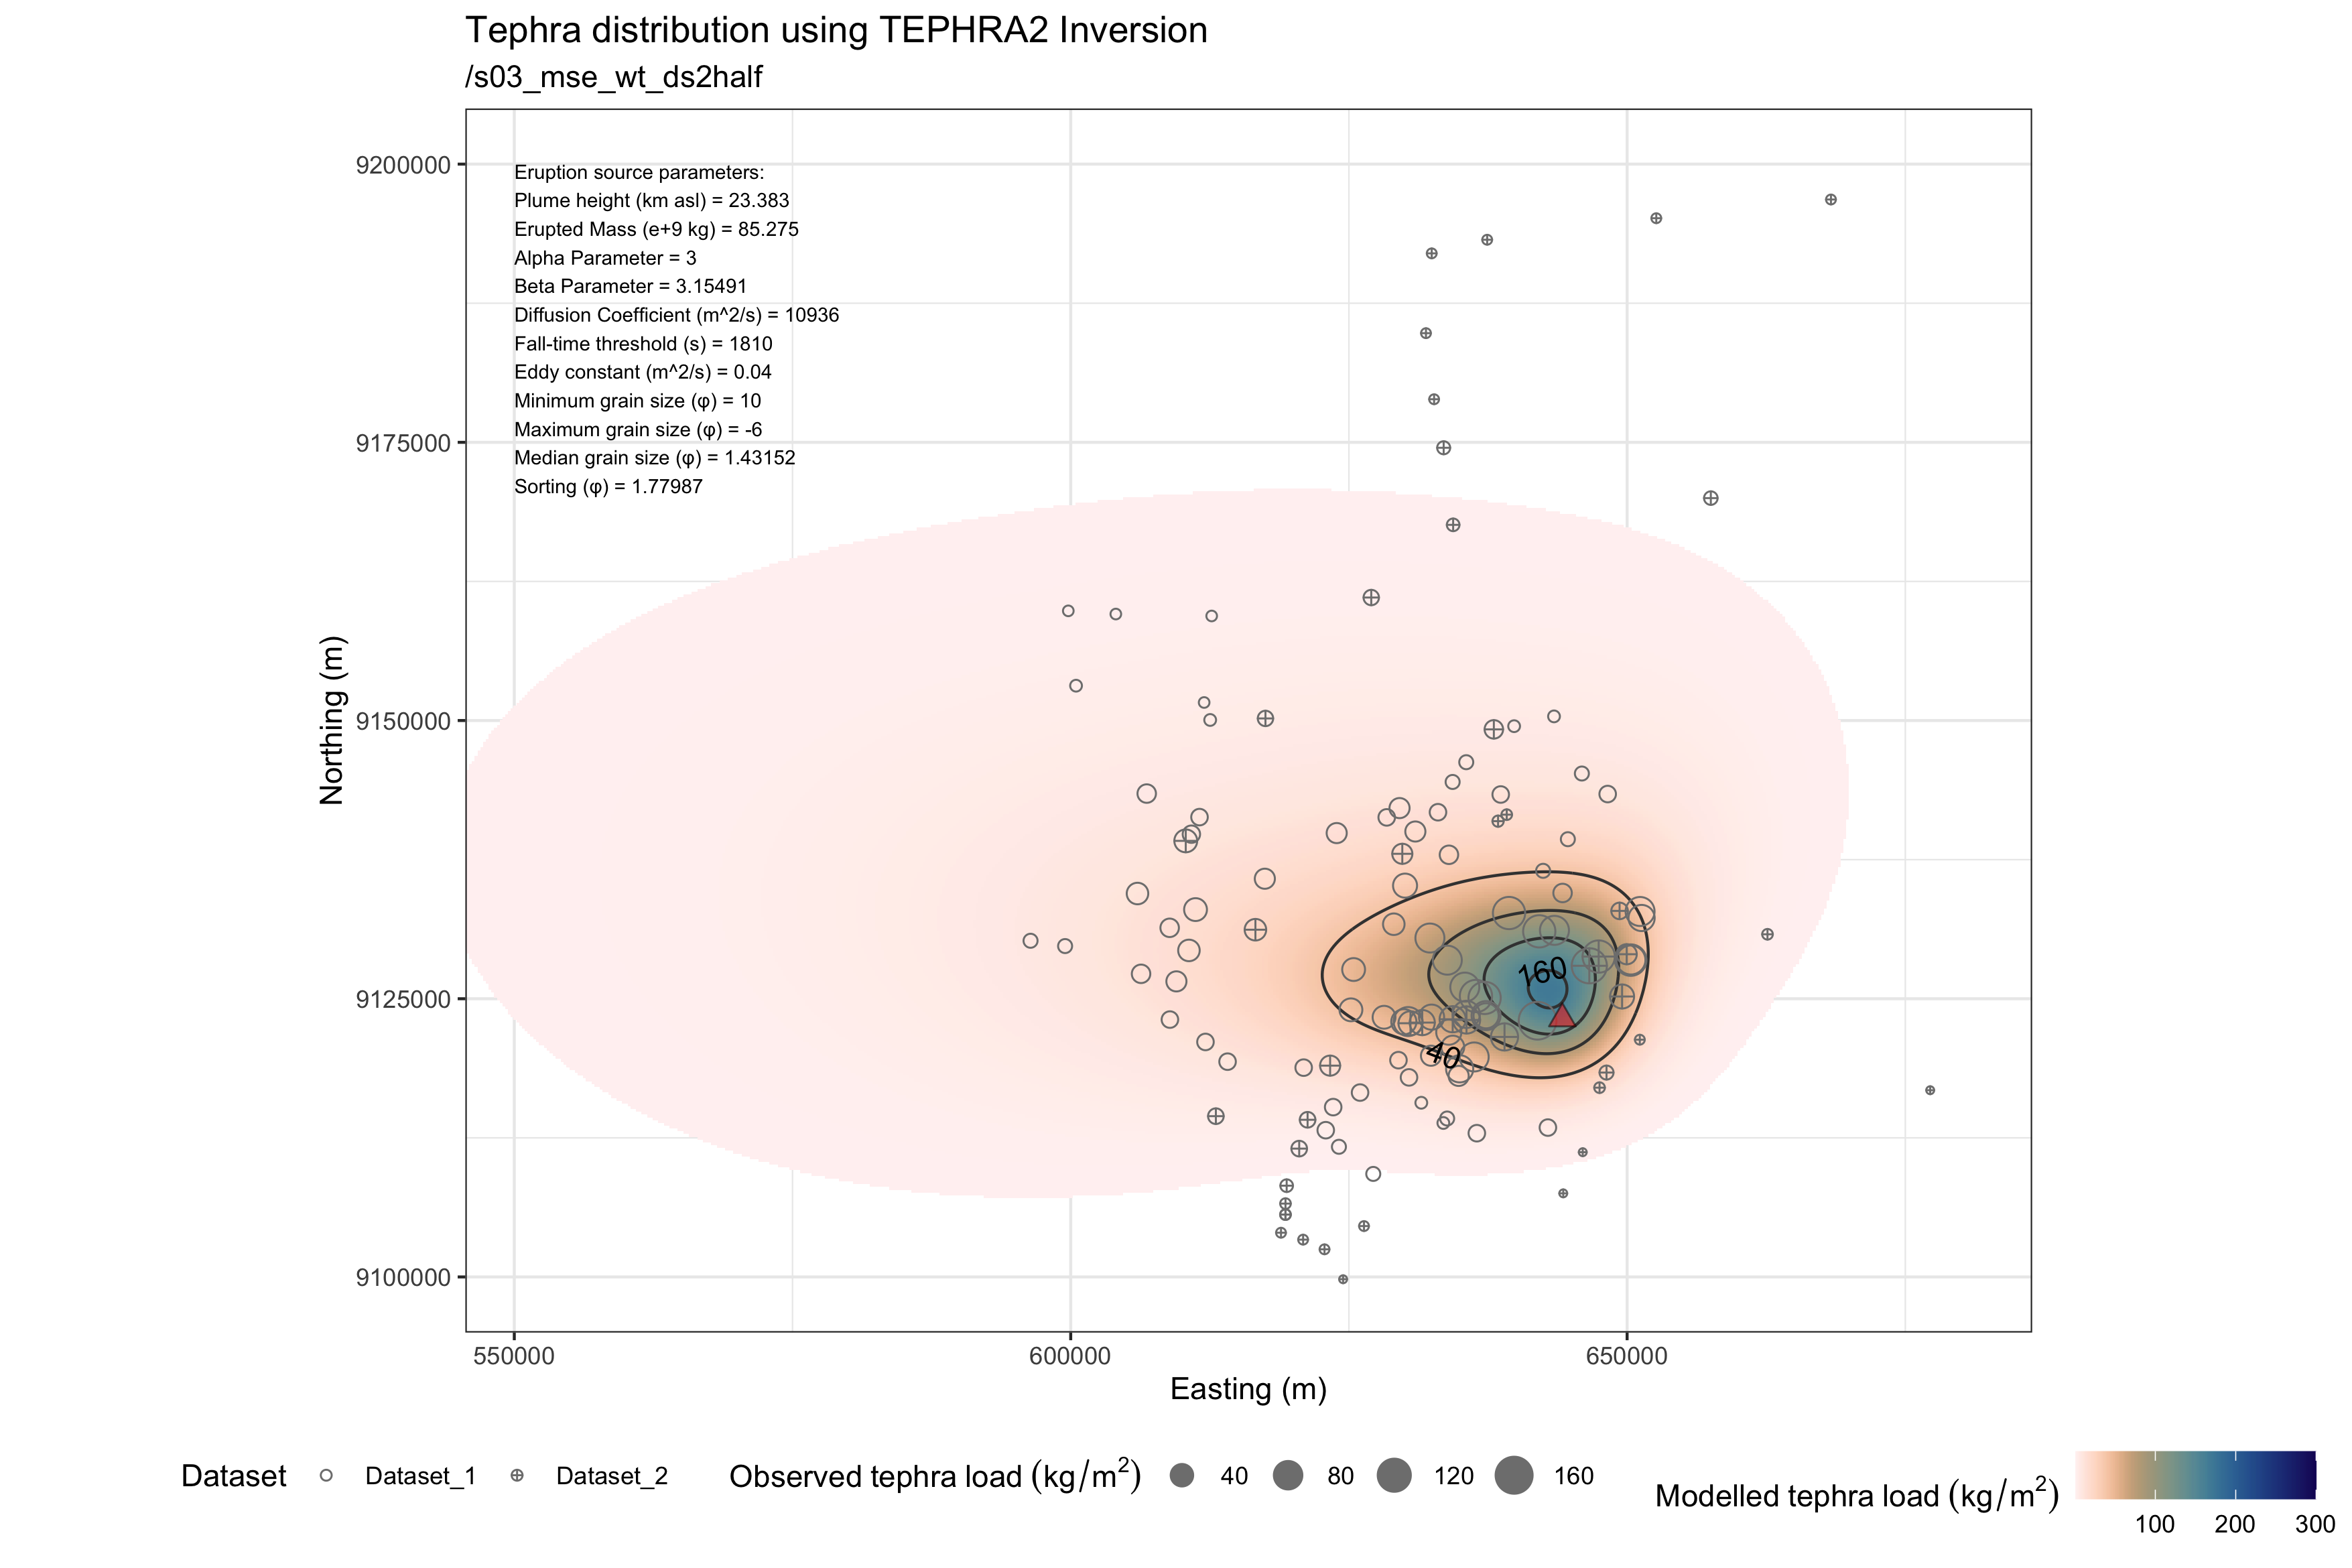 Tephra distribution using TEPHRA2 Inversion
/s03_mse_wt_ds2half
Eruption source parameters:
Plume height (km asl) = 23.383
Erupted Mass (e+9 kg) = 85.275
Alpha Parameter = 3
Beta Parameter = 3.15491
Diffusion Coefficient (m^2/s) = 10936
Fall-time threshold (s) = 1810
Eddy constant (m^2/s) = 0.04
Minimum grain size (φ) = 10
Maximum grain size (φ) = -6
Median grain size (φ) = 1.43152
Sorting (φ) = 1.77987
9200000
9175000
9150000
9125000
9100000
Northing (m)
160
40
550000 600000 650000
Easting (m)
Dataset Dataset_1 Dataset_2 Observed tephra load (kg/m²) 40 80 120 160
Modelled tephra load (kg/m²)
100 200 300